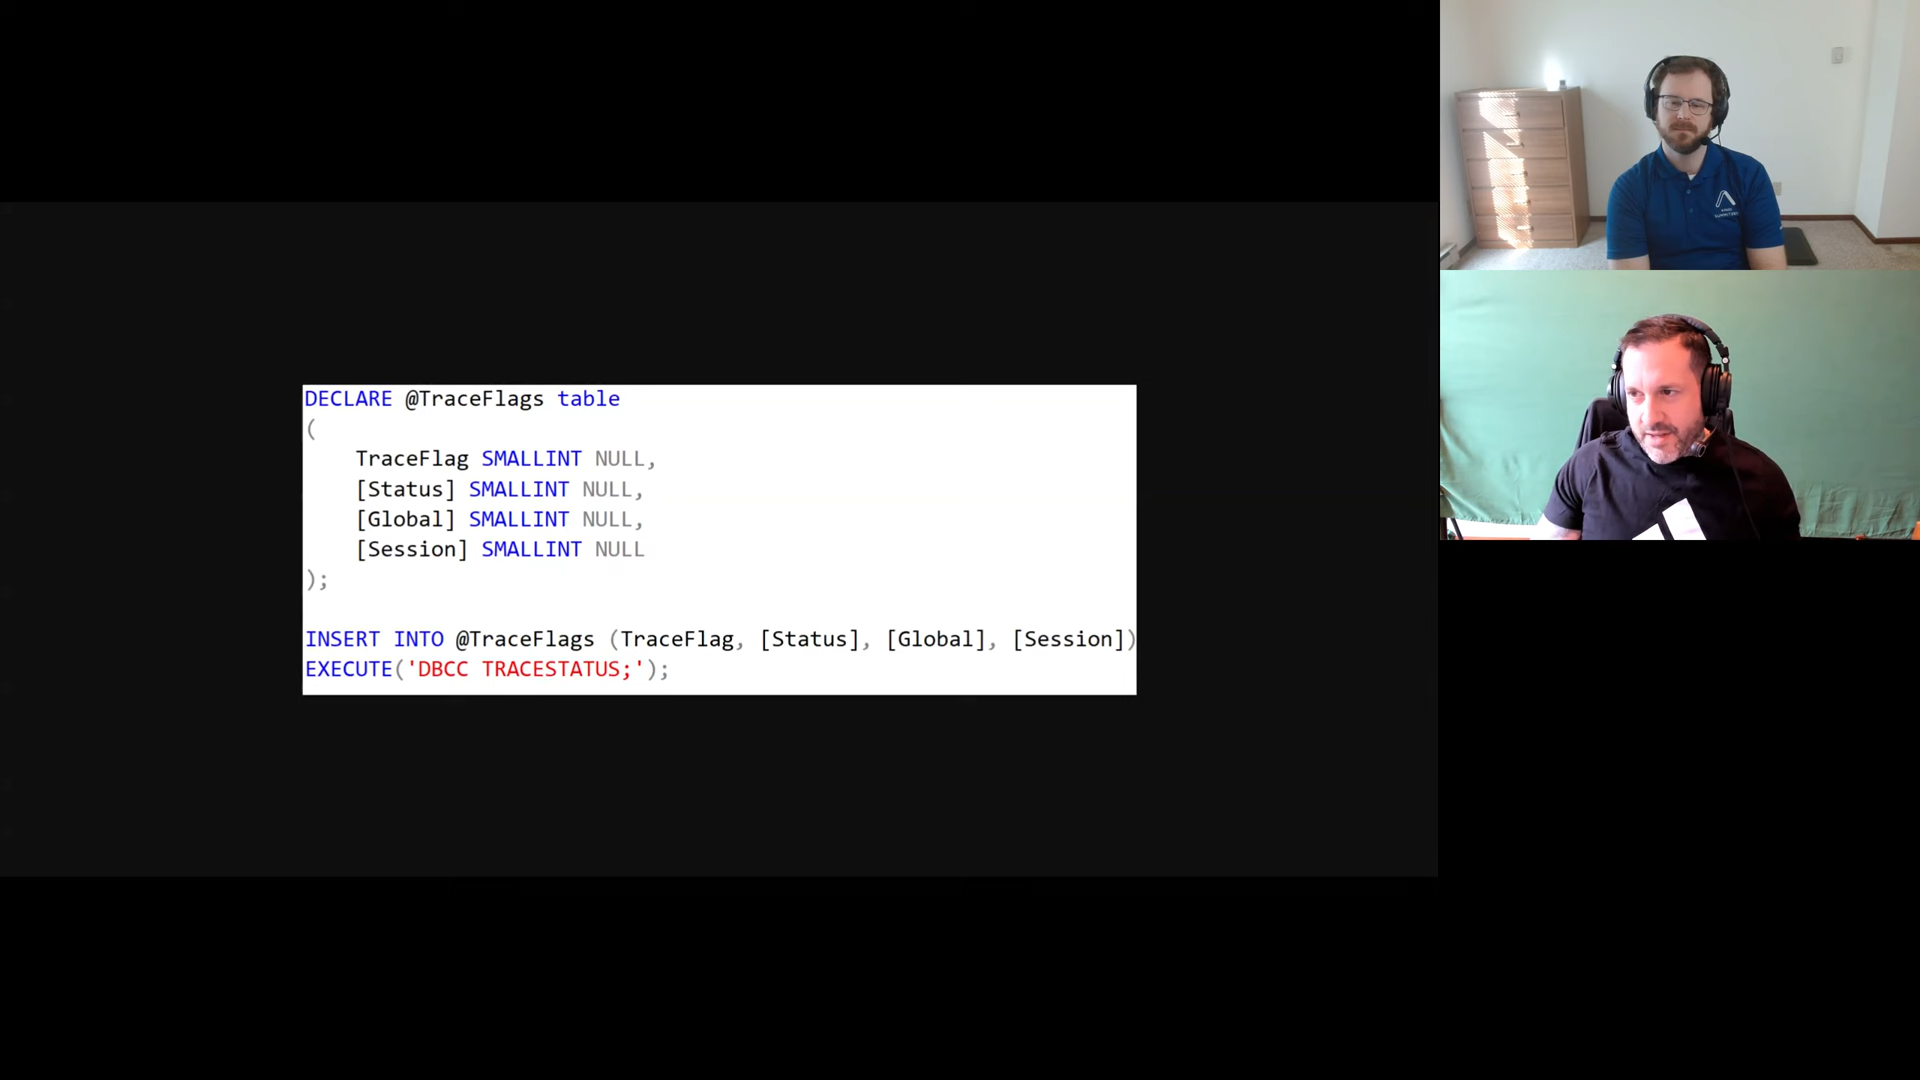 DECLARE @TraceFlags table
(
    TraceFlag SMALLINT NULL,
    [Status] SMALLINT NULL,
    [Global] SMALLINT NULL,
    [Session] SMALLINT NULL
);
INSERT INTO @TraceFlags (TraceFlag, [Status], [Global], [Session])
EXECUTE('DBCC TRACESTATUS;');